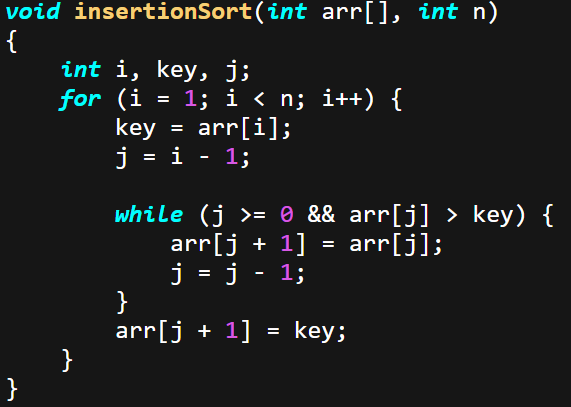 void insertionSort(int arr[], int n)
{
    int i, key, j;
    for (i = 1; i < n; i++) {
        key = arr[i];
        j = i - 1;

        while (j >= 0 && arr[j] > key) {
            arr[j + 1] = arr[j];
            j = j - 1;
        }
        arr[j + 1] = key;
    }
}